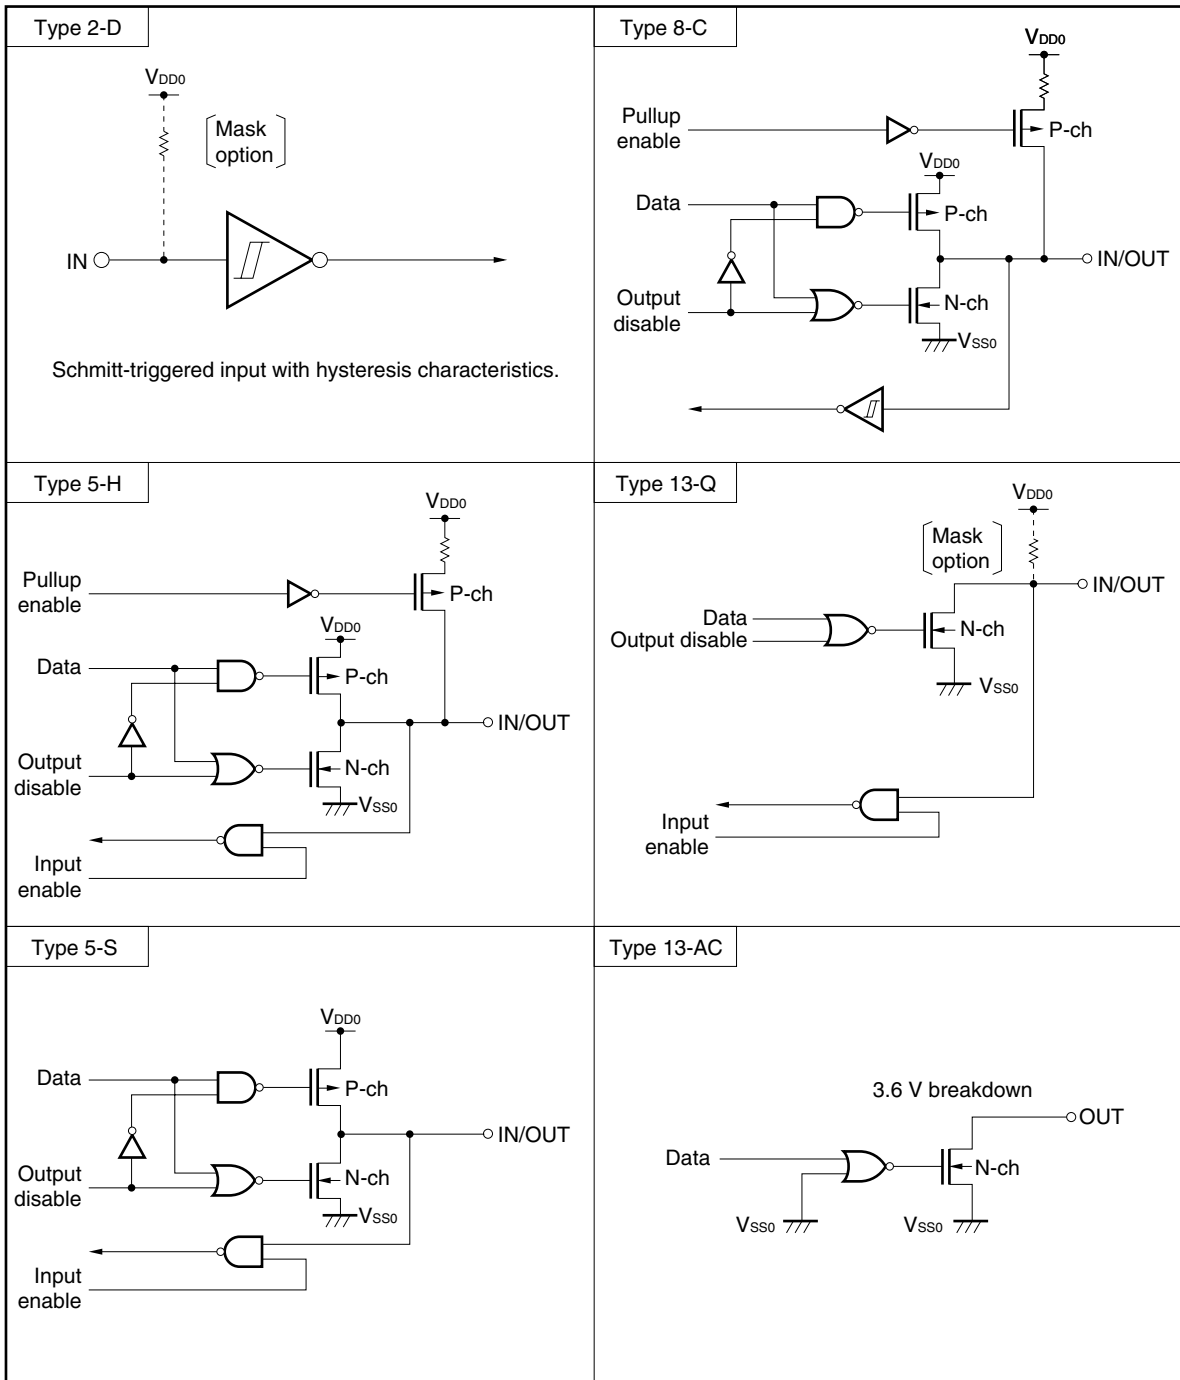 Type 2-D
VDD0
Mask
option
IN
Schmitt-triggered input with hysteresis characteristics.
Type 8-C
VDD0
Pullup
enable
P-ch
VDD0
Data
P-ch
IN/OUT
Output
disable
N-ch
VSS0
Type 5-H
VDD0
Pullup
enable
P-ch
VDD0
Data
P-ch
IN/OUT
Output
disable
N-ch
VSS0
Input
enable
Type 13-Q
VDD0
Mask
option
IN/OUT
Data
Output disable
N-ch
VSS0
Input
enable
Type 5-S
VDD0
Data
P-ch
IN/OUT
Output
disable
N-ch
VSS0
Input
enable
Type 13-AC
3.6 V breakdown
OUT
Data
N-ch
VSS0
VSS0